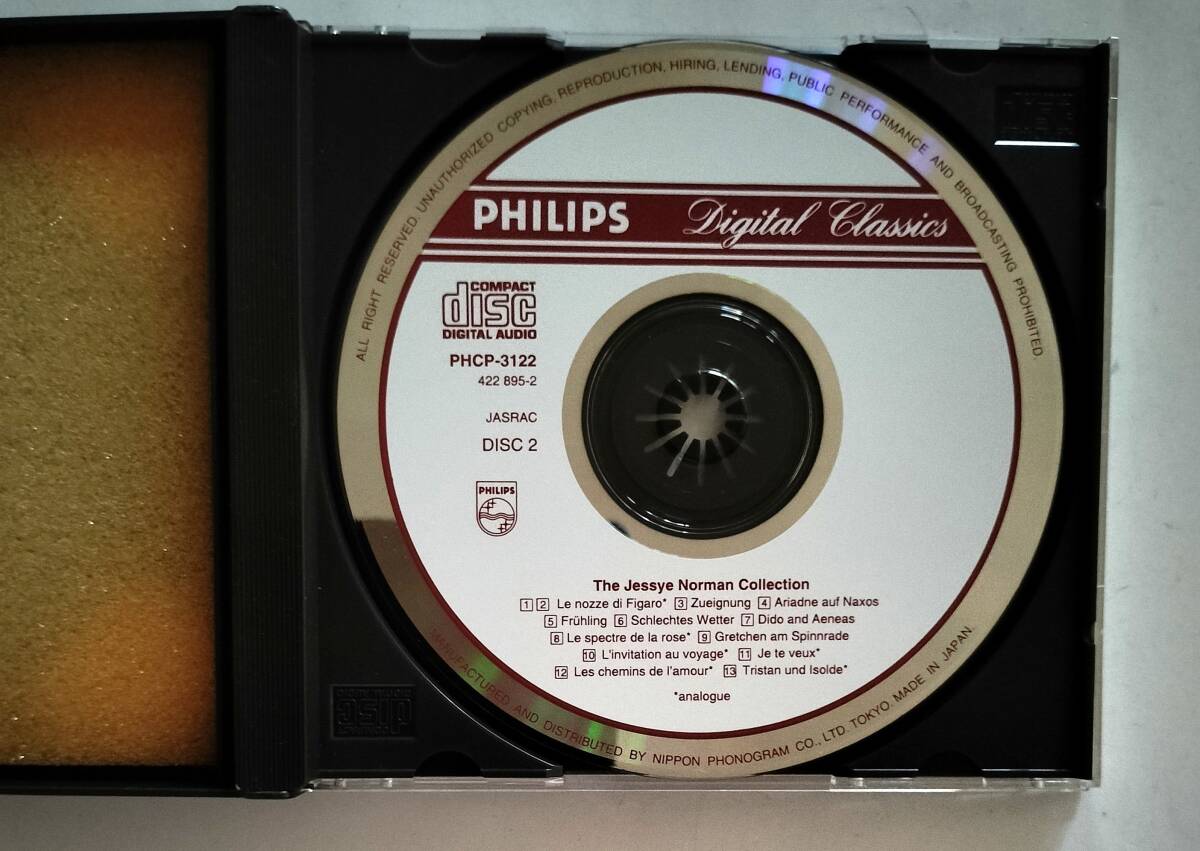 ALL RIGHT RESERVED. UNAUTHORIZED COPYING, REPRODUCTION, HIRING, LENDING, PUBLIC PERFORMANCE AND BROADCASTING PROHIBITED.
PHILIPS Digital Classics
COMPACT
disc
DIGITAL AUDIO
PHCP-3122
422 895-2
JASRAC
DISC 2
PHILIPS
The Jessye Norman Collection
1 2 Le nozze di Figaro* 3 Zueignung 4 Ariadne auf Naxos
5 Frühling 6 Schlechtes Wetter 7 Dido and Aeneas
8 Le spectre de la rose* 9 Gretchen am Spinnrade
10 L'invitation au voyage* 11 Je te veux*
12 Les chemins de l'amour* 13 Tristan und Isolde*
*analogue
MANUFACTURED AND DISTRIBUTED BY NIPPON PHONOGRAM CO., LTD. TOKYO. MADE IN JAPAN.